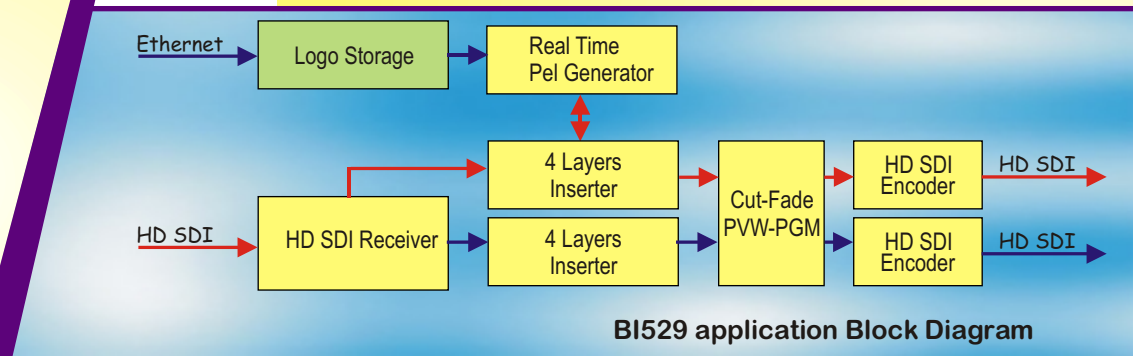 Ethernet
Logo Storage
Real Time
Pel Generator
4 Layers
Inserter
HD SDI
HD SDI Receiver
4 Layers
Inserter
Cut-Fade
PVW-PGM
HD SDI
Encoder
HD SDI
HD SDI
Encoder
HD SDI
BI529 application Block Diagram